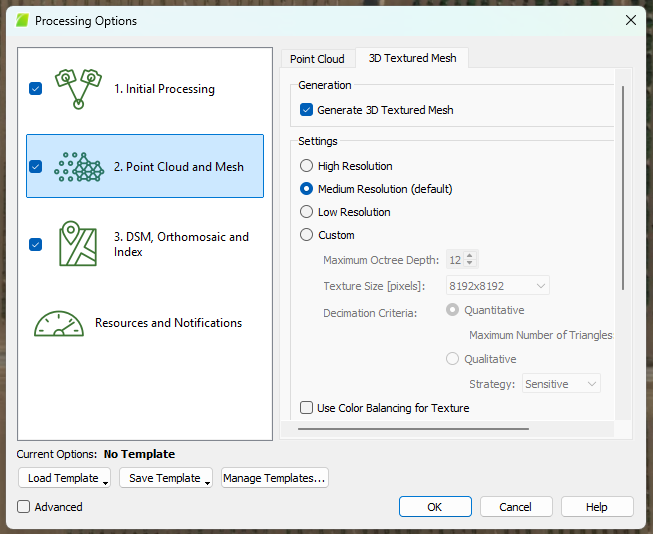 Processing Options
1. Initial Processing
2. Point Cloud and Mesh
3. DSM, Orthomosaic and
Index
Resources and Notifications
Point Cloud
3D Textured Mesh
Generation
Generate 3D Textured Mesh
Settings
High Resolution
Medium Resolution (default)
Low Resolution
Custom
Maximum Octree Depth: 12
Texture Size [pixels]: 8192x8192
Decimation Criteria: Quantitative
Maximum Number of Triangles
Qualitative
Strategy: Sensitive
Use Color Balancing for Texture
Current Options: No Template
Load Template Save Template Manage Templates...
Advanced
OK Cancel Help